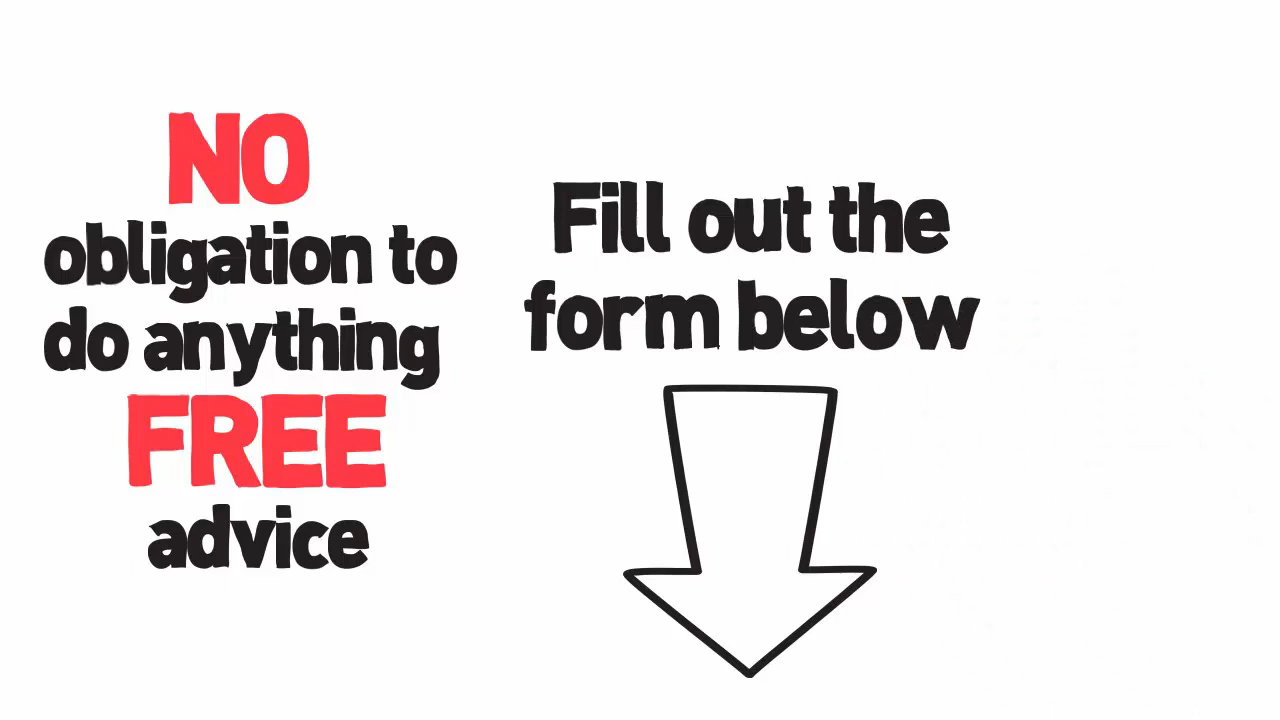 NO
obligation to
do anything
FREE
advice
Fill out the
form below